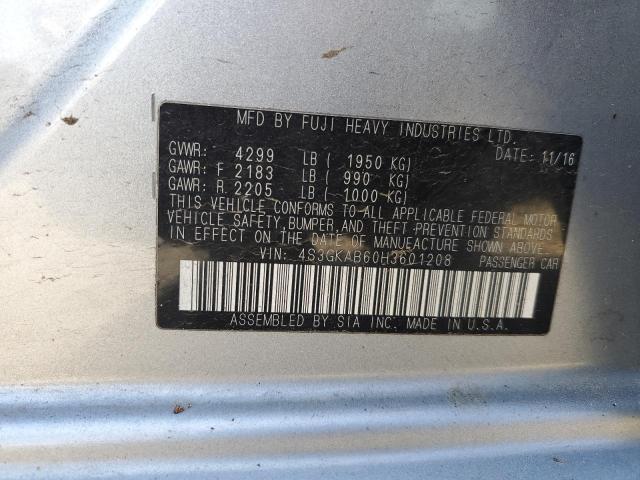 MFD BY FUJI HEAVY INDUSTRIES LTD.
GVWR: 4299 LB ( 1950 KG) DATE: 11/16
GAWR: F 2183 LB ( 990 KG)
GAWR: R. 2205 LB ( 1000 KG)
THIS VEHICLE CONFORMS TO ALL APPLICABLE FEDERAL MOTOR
VEHICLE SAFETY, BUMPER, AND THEFT PREVENTION STANDARDS
IN EFFECT ON THE DATE OF MANUFACTURE SHOWN ABOVE.
VIN: 4S3GKAB60H3601208 PASSENGER CAR
ASSEMBLED BY SIA INC. MADE IN U.S.A.